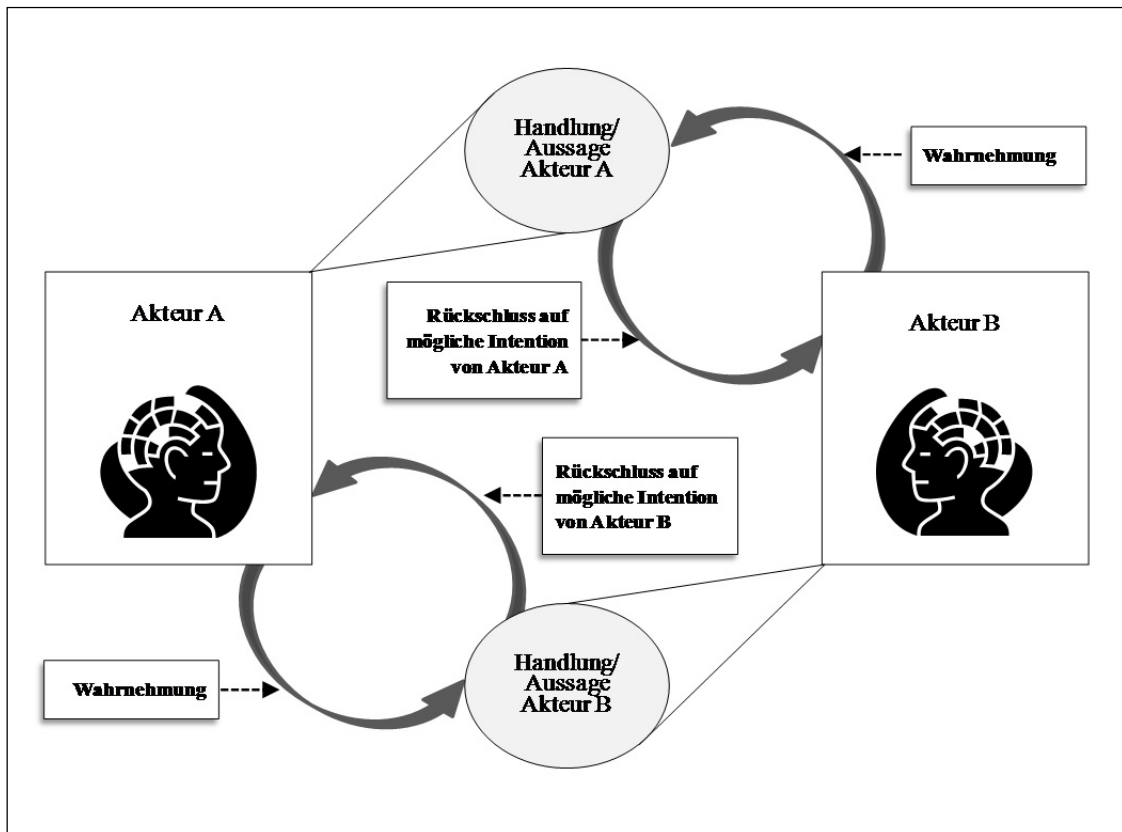 Handlung/
Aussage
Akteur A
Wahrnehmung
Akteur A
Rückschluss auf
mögliche Intention
von Akteur A
Akteur B
Rückschluss auf
mögliche Intention
von Akteur B
Wahrnehmung
Handlung/
Aussage
Akteur B